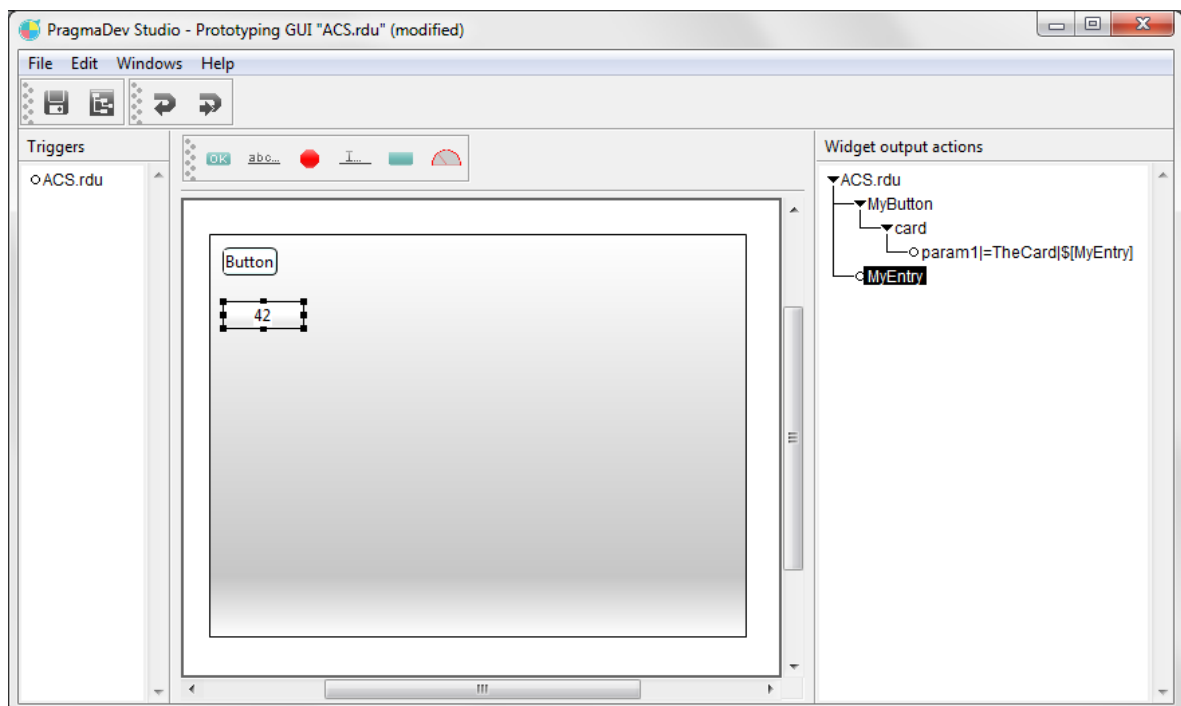 PragmaDev Studio - Prototyping GUI "ACS.rdu" (modified)
File Edit Windows Help
Triggers
ACS.rdu
OK abc... I...
Button
42
Widget output actions
ACS.rdu
MyButton
card
param1|=TheCard|$[MyEntry]
MyEntry